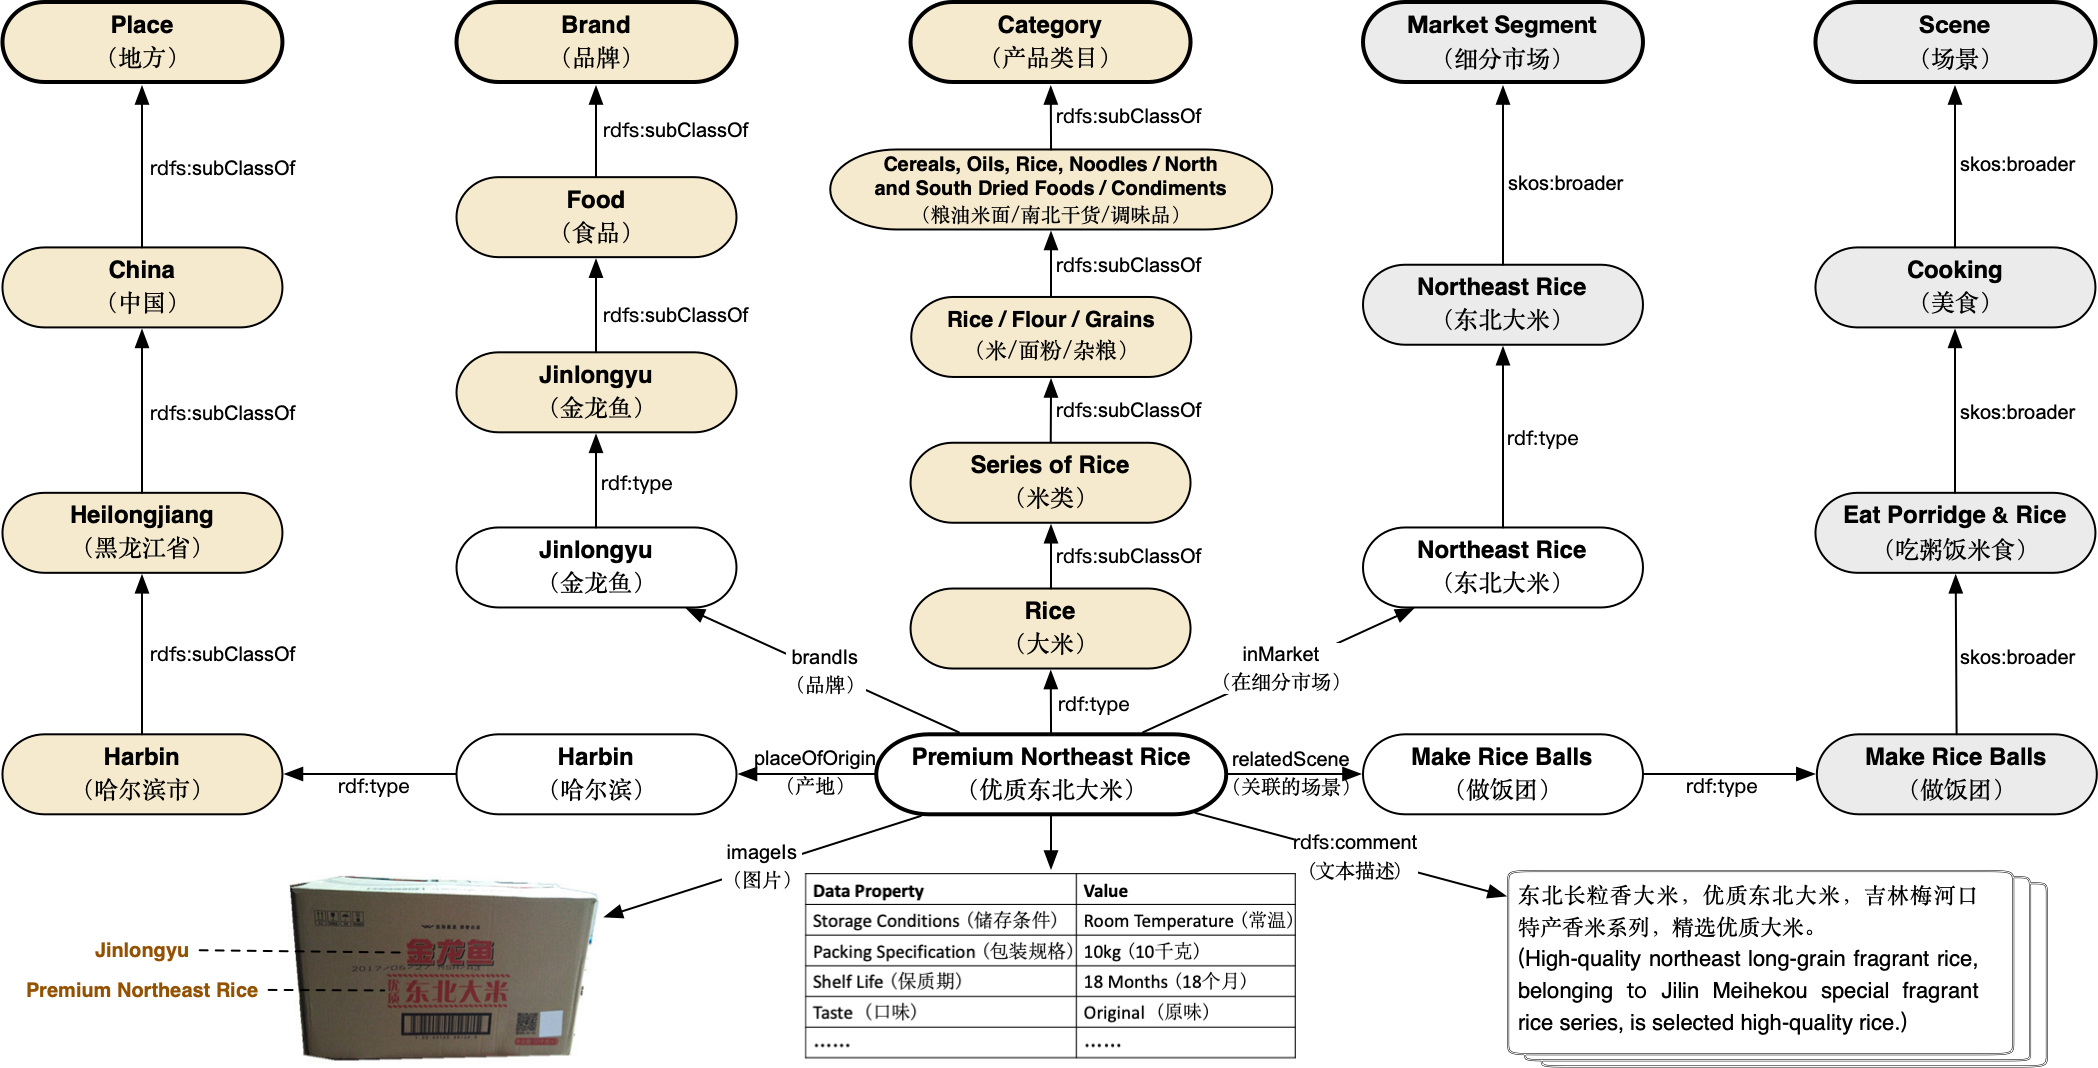 Place
（地方）
Brand
（品牌）
Category
（产品类目）
Market Segment
（细分市场）
Scene
（场景）
rdfs:subClassOf
rdfs:subClassOf
rdfs:subClassOf
skos:broader
skos:broader
Cereals, Oils, Rice, Noodles / North
and South Dried Foods / Condiments
（粮油米面/南北干货/调味品）
Food
（食品）
China
（中国）
rdfs:subClassOf
Northeast Rice
（东北大米）
Cooking
（美食）
rdfs:subClassOf
Rice / Flour / Grains
（米/面粉/杂粮）
Jinlongyu
（金龙鱼）
rdfs:subClassOf
rdfs:subClassOf
skos:broader
rdf:type
rdf:type
Series of Rice
（米类）
Heilongjiang
（黑龙江省）
Jinlongyu
（金龙鱼）
rdfs:subClassOf
Northeast Rice
（东北大米）
Eat Porridge & Rice
（吃粥饭米食）
Rice
（大米）
rdfs:subClassOf
brandIs
（品牌）
inMarket
（在细分市场）
skos:broader
rdf:type
Harbin
（哈尔滨市）
rdf:type
Harbin
（哈尔滨）
placeOfOrigin
（产地）
Premium Northeast Rice
（优质东北大米）
relatedScene
（关联的场景）
Make Rice Balls
（做饭团）
rdf:type
Make Rice Balls
（做饭团）
imageIs
（图片）
rdfs:comment
（文本描述）
Data Property Value
Storage Conditions（储存条件） Room Temperature（常温）
Packing Specification（包装规格） 10kg（10千克）
Shelf Life（保质期） 18 Months（18个月）
Taste（口味） Original（原味）
…… ……
Jinlongyu
Premium Northeast Rice
金龙鱼
优质东北大米
东北长粒香大米，优质东北大米，吉林梅河口
特产香米系列，精选优质大米。
(High-quality northeast long-grain fragrant rice,
belonging to Jilin Meihekou special fragrant
rice series, is selected high-quality rice.)